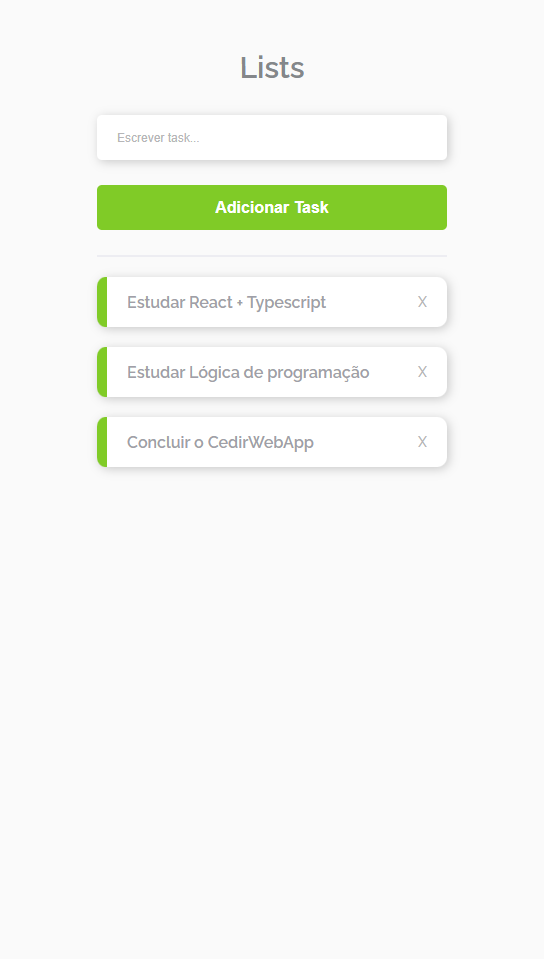 Lists
Escrever task...
Adicionar Task
Estudar React + Typescript
X
Estudar Lógica de programação
X
Concluir o CedirWebApp
X